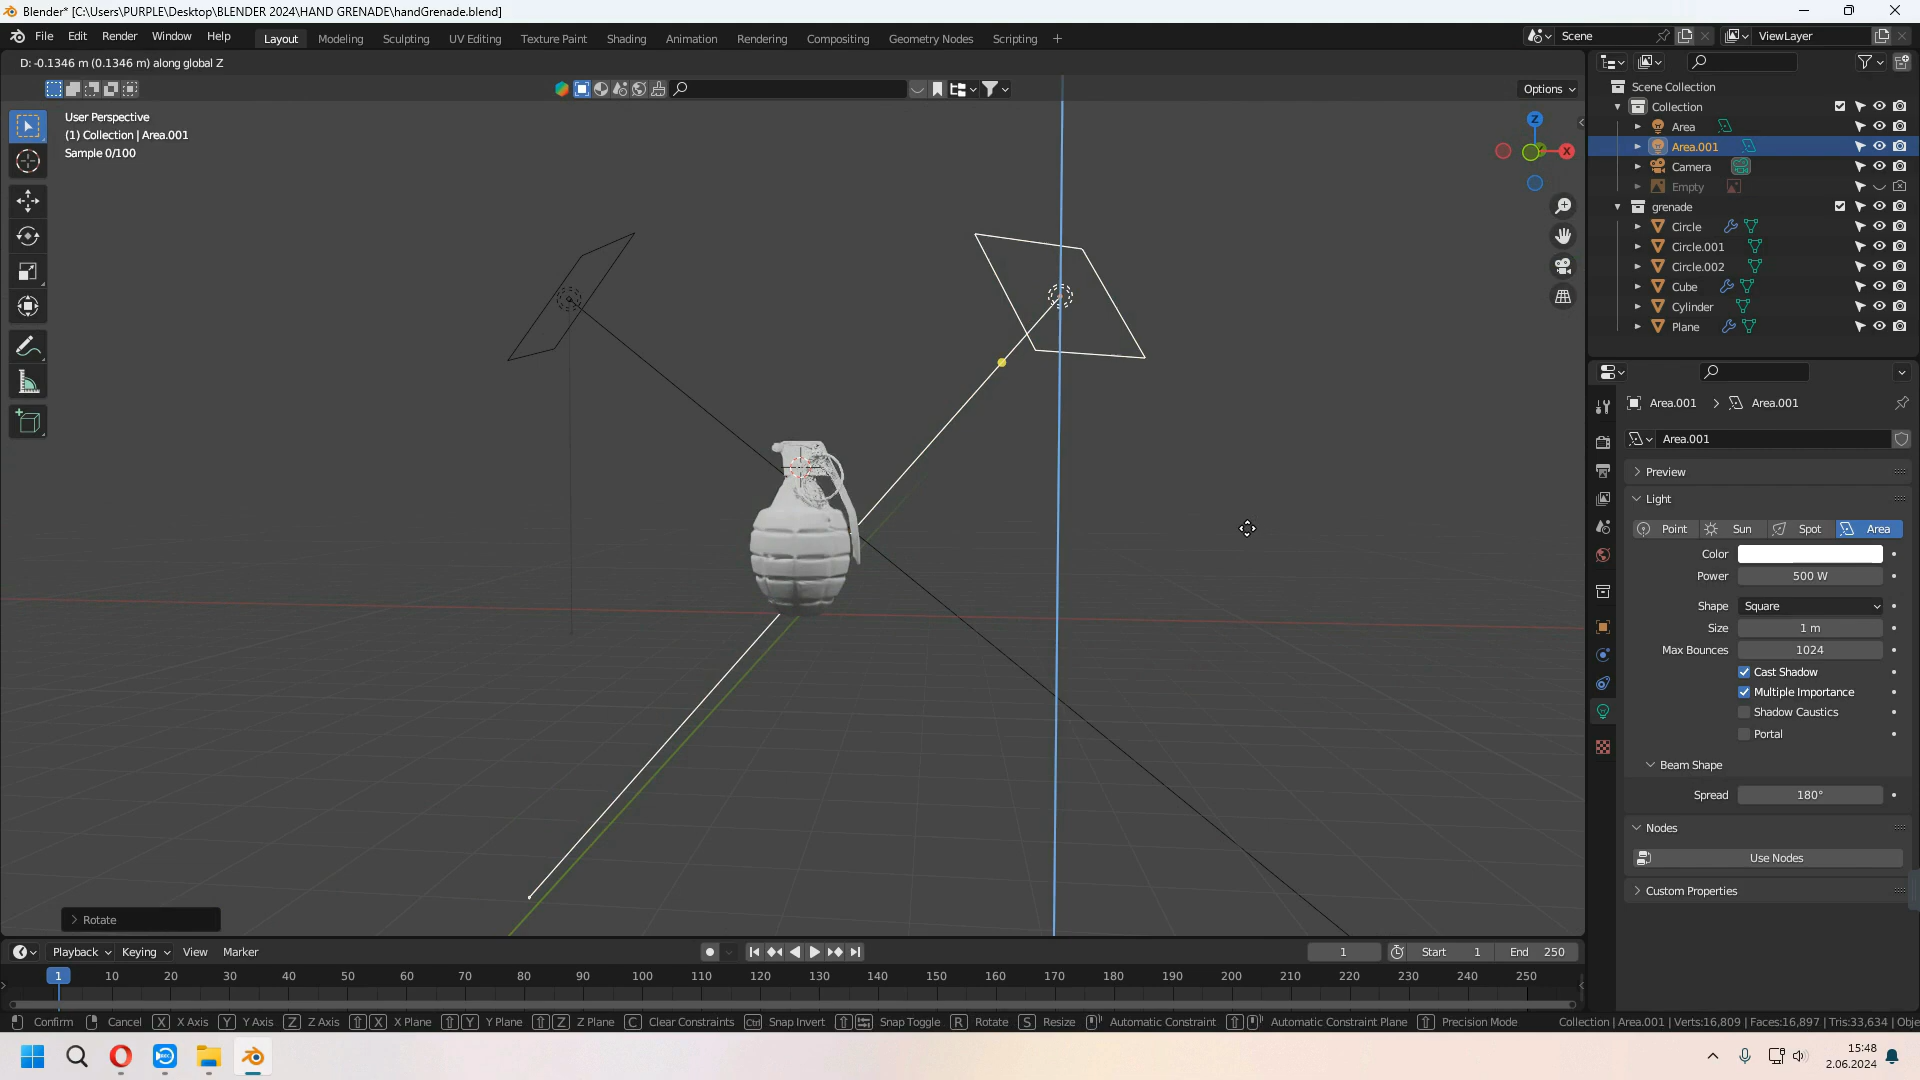 Blender* [C:\Users\PURPLE\Desktop\BLENDER 2024\HAND GRENADE\handGrenade.blend]
File Edit Render Window Help Layout Modeling Sculpting UV Editing Texture Paint Shading Animation Rendering Compositing Geometry Nodes Scripting + Scene ViewLayer
D: -0.1346 m (0.1346 m) along global Z
Options
User Perspective
(1) Collection | Area.001
Sample 0/100
Z
X
Scene Collection
Collection
Area
Area.001
Camera
Empty
grenade
Circle
Circle.001
Circle.002
Cube
Cylinder
Plane
Area.001 > Area.001
Area.001
Preview
Light
Point Sun Spot Area
Color
Power 500 W
Shape Square
Size 1 m
Max Bounces 1024
Cast Shadow
Multiple Importance
Shadow Caustics
Portal
Beam Shape
Spread 180°
Nodes
Use Nodes
Custom Properties
Rotate
Playback Keying View Marker 1 Start 1 End 250
1 10 20 30 40 50 60 70 80 90 100 110 120 130 140 150 160 170 180 190 200 210 220 230 240 250
Confirm Cancel X X Axis Y Y Axis Z Z Axis X X Plane Y Y Plane Z Z Plane C Clear Constraints Ctrl Snap Invert Snap Toggle R Rotate S Resize Automatic Constraint Automatic Constraint Plane Precision Mode Collection | Area.001 | Verts:16,809 | Faces:16,897 | Tris:33,634 | Obje
15:48
2.06.2024